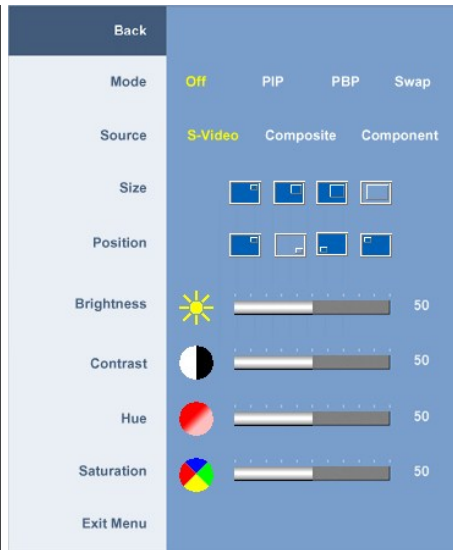 Back
Mode Off PIP PBP Swap
Source S-Video Composite Component
Size
Position
Brightness 50
Contrast 50
Hue 50
Saturation 50
Exit Menu